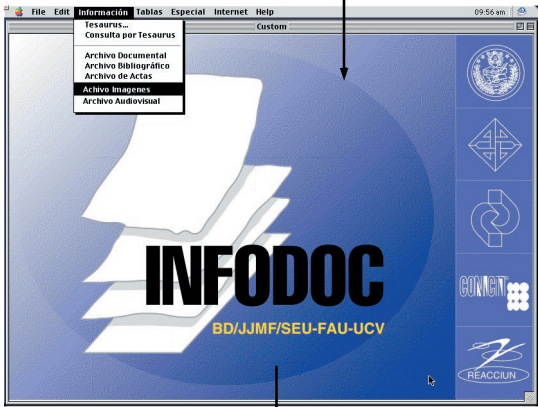 File Edit Información Tablas Especial Internet Help 09:56 am
Custom
Tesaurus...
Consulta por Tesaurus
Archivo Documental
Archivo Bibliográfico
Archivo de Actas
Achivo Imagenes
Archivo Audiovisual
INFODOC
BD/JJMF/SEU-FAU-UCV
CONICIT
REACCIUN